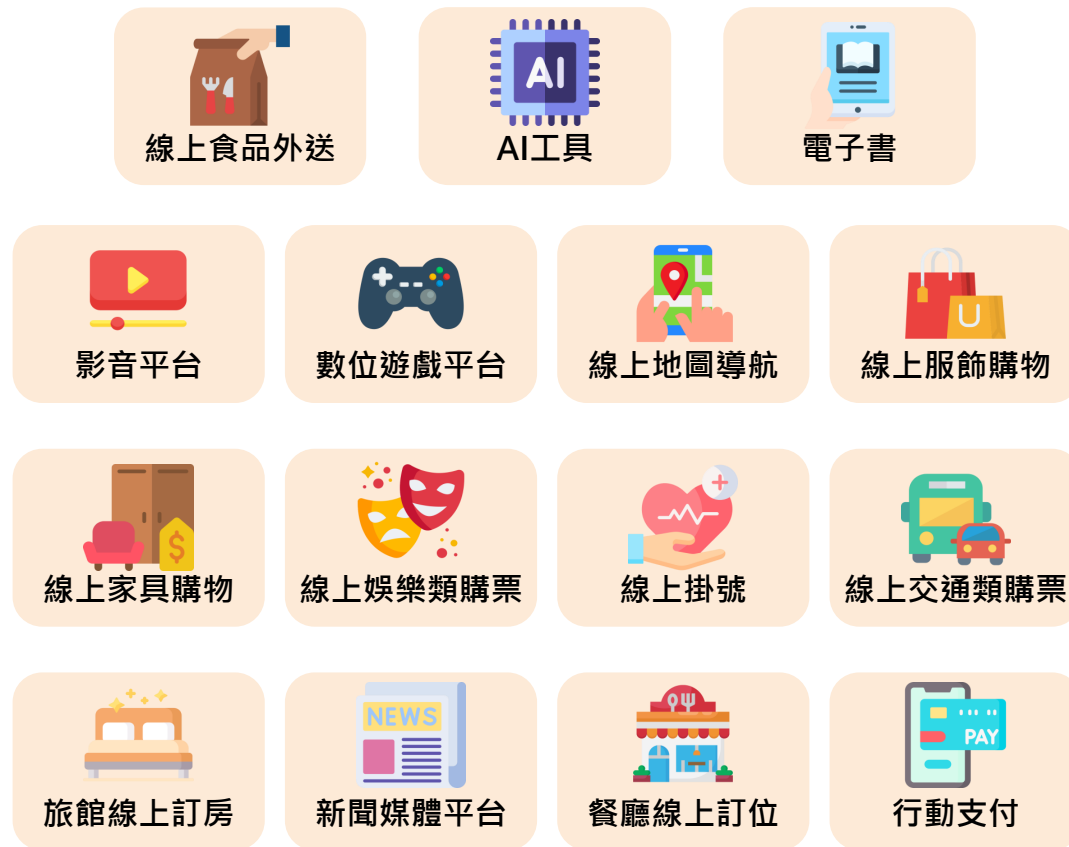 線上食品外送
AI
AI工具
電子書
影音平台
數位遊戲平台
線上地圖導航
線上服飾購物
$
線上家具購物
線上娛樂類購票
線上掛號
線上交通類購票
旅館線上訂房
NEWS
新聞媒體平台
餐廳線上訂位
PAY
行動支付